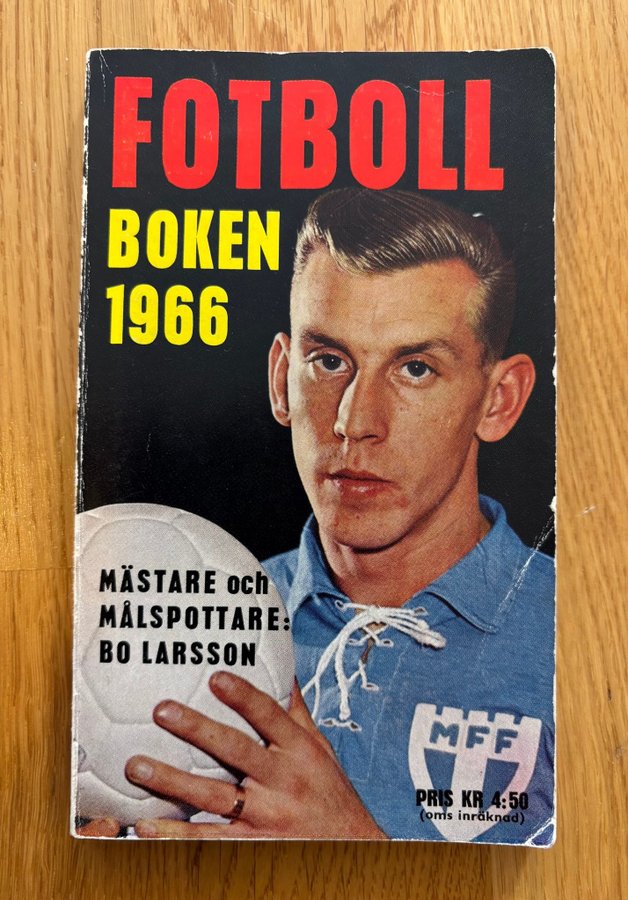 FOTBOLL
BOKEN
1966
MÄSTARE och
MÅLSPOTTARE:
BO LARSSON
MFF
PRIS KR 4:50
(oms inräknad)